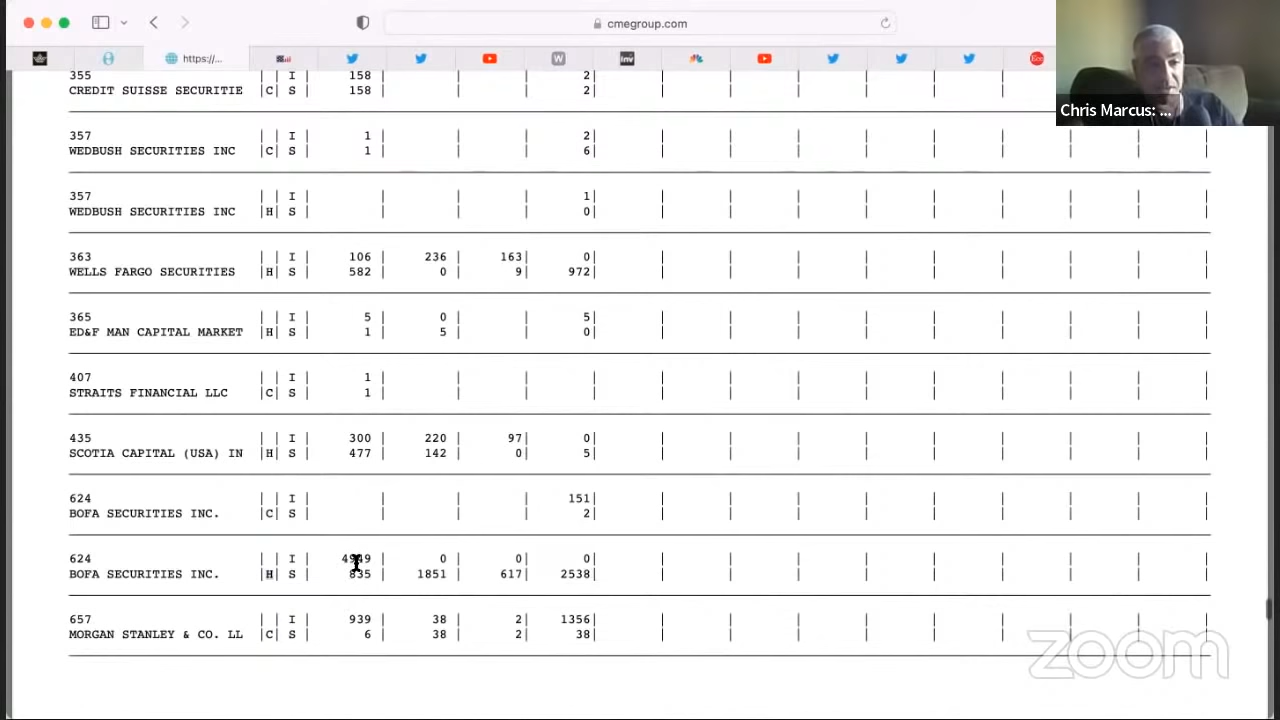 cmegroup.com
https://...
W
Inv
Chris Marcus: ...
355 | | I | 158 | | | 2| | | | | | | | | |
CREDIT SUISSE SECURITIE |C| S | 158 | | | 2| | | | | | | | | |
357 | | I | 1 | | | 2| | | | | | | | | |
WEDBUSH SECURITIES INC |C| S | 1 | | | 6| | | | | | | | | |
357 | | I | | | | 1| | | | | | | | | |
WEDBUSH SECURITIES INC |H| S | | | | 0| | | | | | | | | |
363 | | I | 106 | 236 | 163 | 0| | | | | | | | | |
WELLS FARGO SECURITIES |H| S | 582 | 0 | 9 | 972| | | | | | | | | |
365 | | I | 5 | 0 | | 5| | | | | | | | | |
ED&F MAN CAPITAL MARKET |H| S | 1 | 5 | | 0| | | | | | | | | |
407 | | I | 1 | | | | | | | | | | | | |
STRAITS FINANCIAL LLC |C| S | 1 | | | | | | | | | | | | |
435 | | I | 300 | 220 | 97| 0| | | | | | | | | |
SCOTIA CAPITAL (USA) IN |H| S | 477 | 142 | 0| 5| | | | | | | | | |
624 | | I | | | | 151| | | | | | | | | |
BOFA SECURITIES INC. |C| S | | | | 2| | | | | | | | | |
624 | | I | | 0 | 0| 0| | | | | | | | | |
BOFA SECURITIES INC. |H| S | 835 | 1851 | 617 | 2538| | | | | | | | | |
657 | | I | 939 | 38 | 2| 1356| | | | | | | | | |
MORGAN STANLEY & CO. LL |C| S | 6 | 38 | 2| 38| | | | | | | | | |
zoom